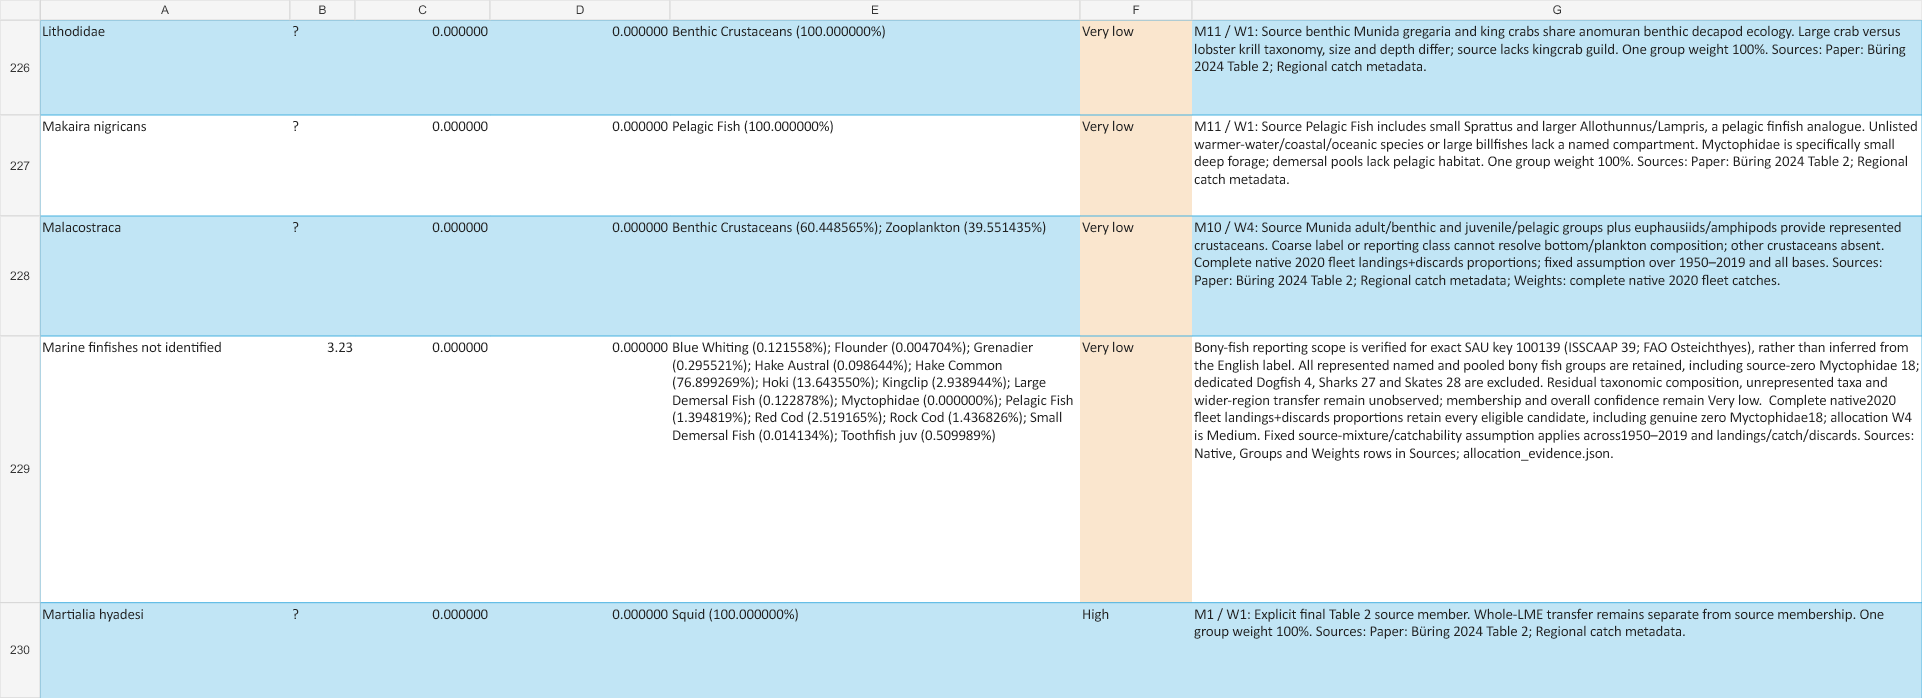 A B C D E F G
226
Lithodidae ? 0.000000 0.000000 Benthic Crustaceans (100.000000%) Very low M11 / W1: Source benthic Munida gregaria and king crabs share anomuran benthic decapod ecology. Large crab versus
lobster krill taxonomy, size and depth differ; source lacks kingcrab guild. One group weight 100%. Sources: Paper: Büring
2024 Table 2; Regional catch metadata.
227
Makaira nigricans ? 0.000000 0.000000 Pelagic Fish (100.000000%) Very low M11 / W1: Source Pelagic Fish includes small Sprattus and larger Allothunnus/Lampris, a pelagic finfish analogue. Unlisted
warmer-water/coastal/oceanic species or large billfishes lack a named compartment. Myctophidae is specifically small
deep forage; demersal pools lack pelagic habitat. One group weight 100%. Sources: Paper: Büring 2024 Table 2; Regional
catch metadata.
228
Malacostraca ? 0.000000 0.000000 Benthic Crustaceans (60.448565%); Zooplankton (39.551435%) Very low M10 / W4: Source Munida adult/benthic and juvenile/pelagic groups plus euphausiids/amphipods provide represented
crustaceans. Coarse label or reporting class cannot resolve bottom/plankton composition; other crustaceans absent.
Complete native 2020 fleet landings+discards proportions; fixed assumption over 1950–2019 and all bases. Sources:
Paper: Büring 2024 Table 2; Regional catch metadata; Weights: complete native 2020 fleet catches.
229
Marine finfishes not identified 3.23 0.000000 0.000000
Blue Whiting (0.121558%); Flounder (0.004704%); Grenadier
(0.295521%); Hake Austral (0.098644%); Hake Common
(76.899269%); Hoki (13.643550%); Kingclip (2.938944%); Large
Demersal Fish (0.122878%); Myctophidae (0.000000%); Pelagic Fish
(1.394819%); Red Cod (2.519165%); Rock Cod (1.436826%); Small
Demersal Fish (0.014134%); Toothfish juv (0.509989%)
Very low
Bony-fish reporting scope is verified for exact SAU key 100139 (ISSCAAP 39; FAO Osteichthyes), rather than inferred from
the English label. All represented named and pooled bony fish groups are retained, including source-zero Myctophidae 18;
dedicated Dogfish 4, Sharks 27 and Skates 28 are excluded. Residual taxonomic composition, unrepresented taxa and
wider-region transfer remain unobserved; membership and overall confidence remain Very low.  Complete native2020
fleet landings+discards proportions retain every eligible candidate, including genuine zero Myctophidae18; allocation W4
is Medium. Fixed source-mixture/catchability assumption applies across1950–2019 and landings/catch/discards. Sources:
Native, Groups and Weights rows in Sources; allocation_evidence.json.
230
Martialia hyadesi ? 0.000000 0.000000 Squid (100.000000%) High M1 / W1: Explicit final Table 2 source member. Whole-LME transfer remains separate from source membership. One
group weight 100%. Sources: Paper: Büring 2024 Table 2; Regional catch metadata.